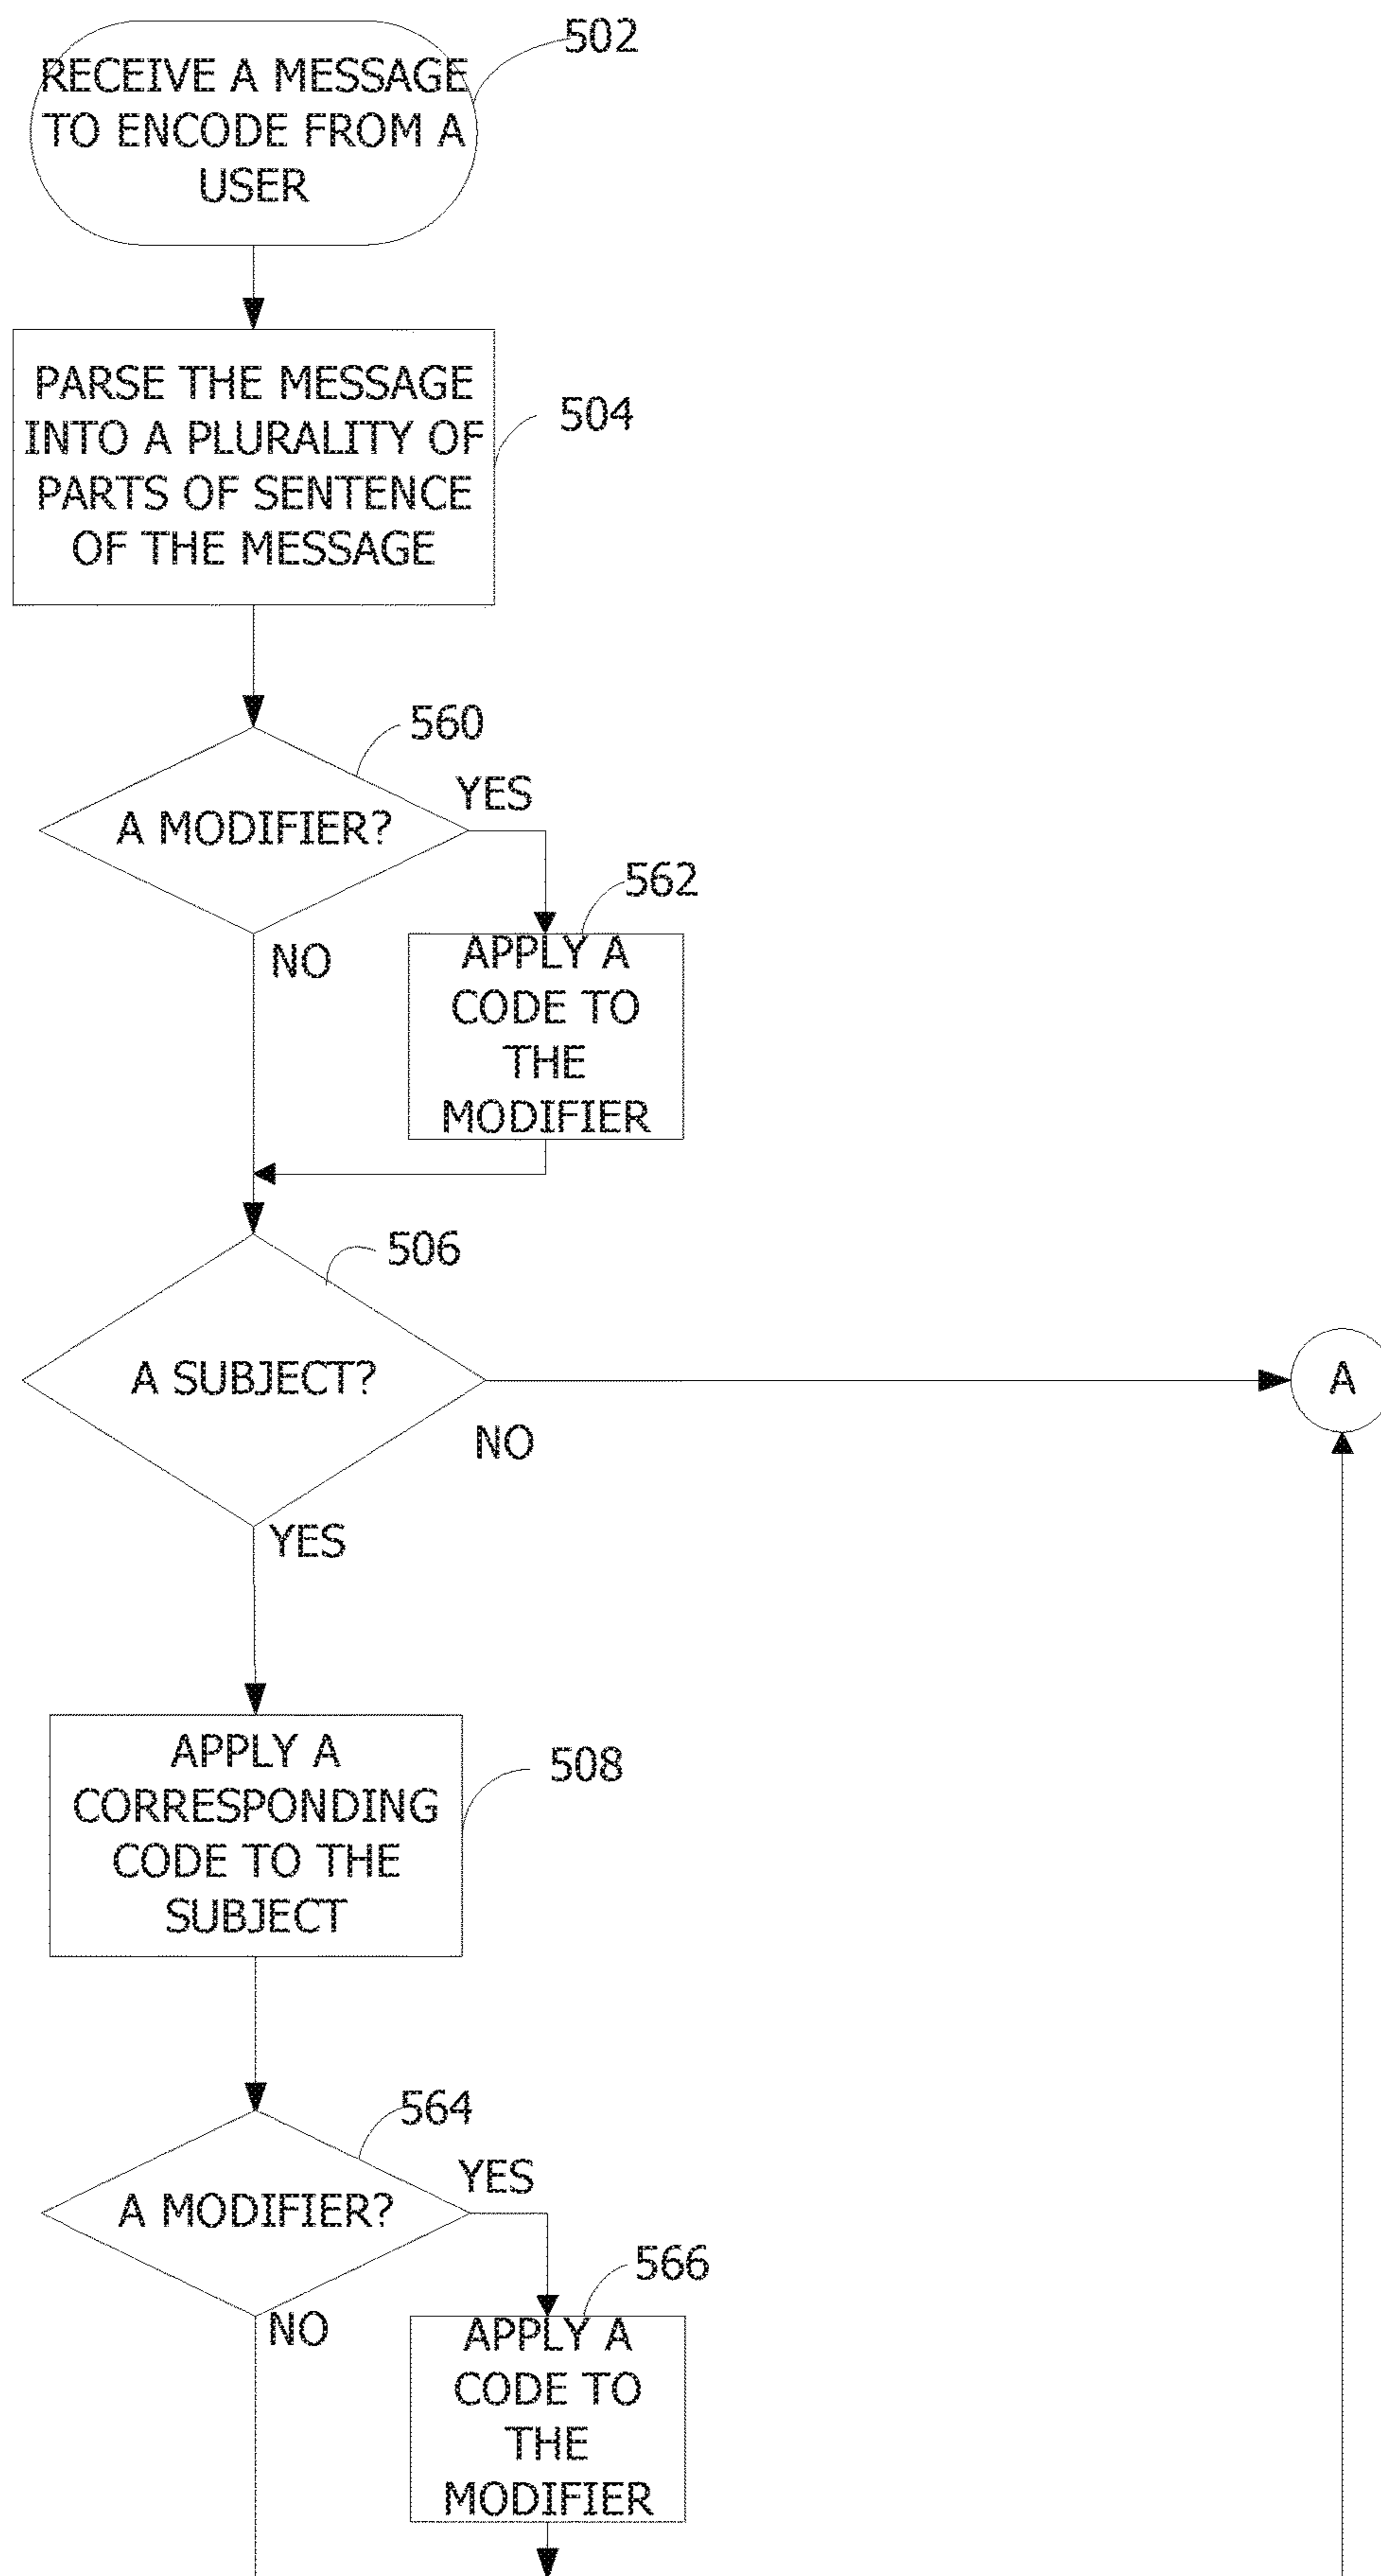 502
RECEIVE A MESSAGE
TO ENCODE FROM A
USER
PARSE THE MESSAGE
INTO A PLURALITY OF
PARTS OF SENTENCE
OF THE MESSAGE
504
560
A MODIFIER?
YES
NO
562
APPLY A
CODE TO
THE
MODIFIER
506
A SUBJECT?
NO
A
YES
APPLY A
CORRESPONDING
CODE TO THE
SUBJECT
508
564
A MODIFIER?
YES
NO
566
APPLY A
CODE TO
THE
MODIFIER